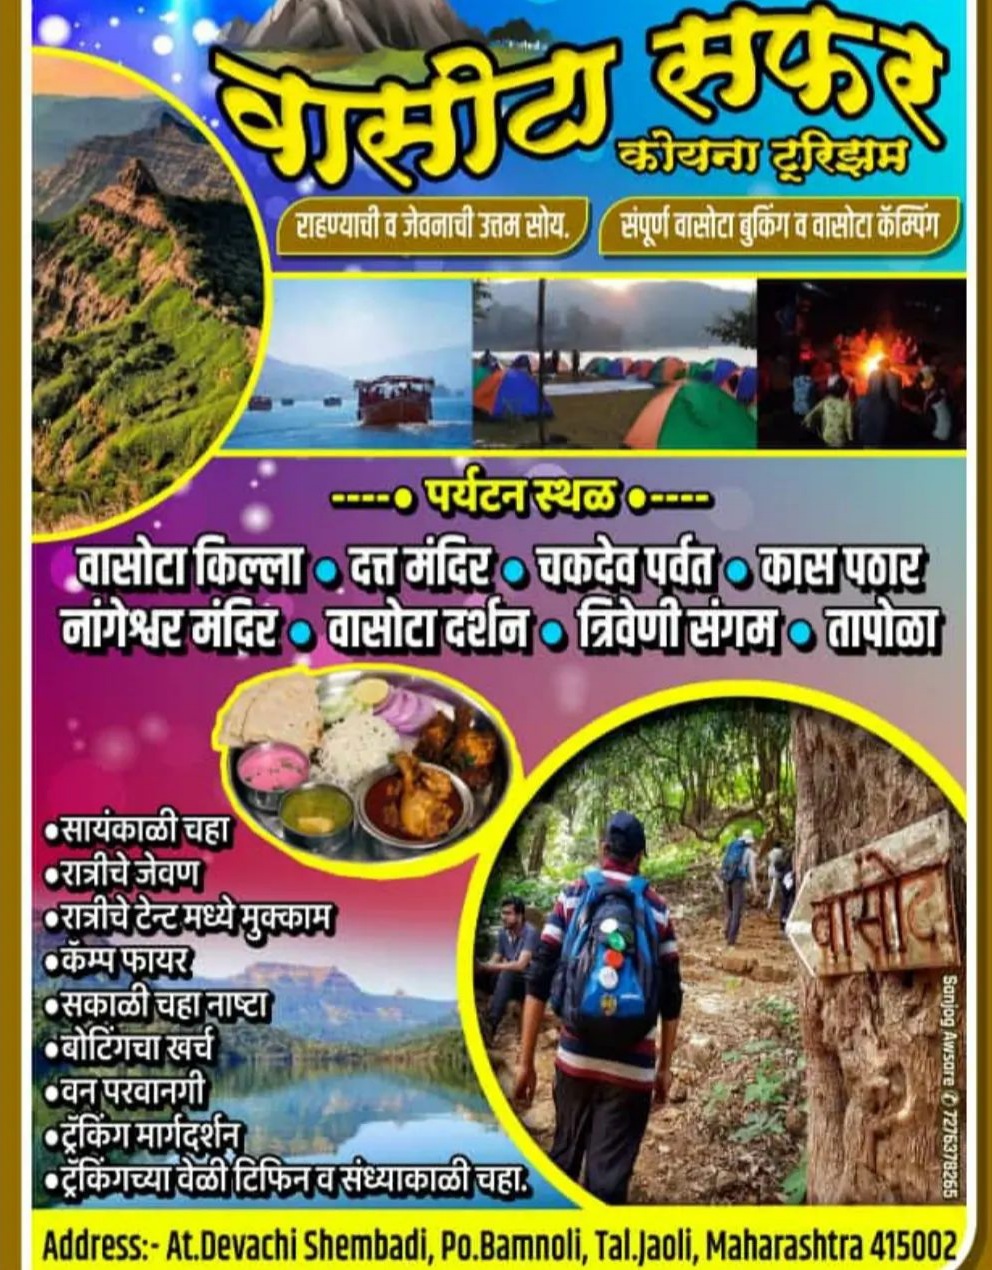 वासोटा सफर
कोयना टूरिझम
राहण्याची व जेवनाची उत्तम सोय.
संपूर्ण वासोटा बुकिंग व वासोटा कॅम्पिंग
----• पर्यटन स्थळ •----
वासोटा किल्ला • दत्त मंदिर • चकदेव पर्वत • कास पठार
नांगेश्वर मंदिर • वासोटा दर्शन • त्रिवेणी संगम • तापोळा
•सायंकाळी चहा
•रात्रीचे जेवण
•रात्रीचे टेन्ट मध्ये मुक्काम
•कॅम्प फायर
•सकाळी चहा नाष्टा
•बोटिंगचा खर्च
•वन परवानगी
•ट्रॅकिंग मार्गदर्शन
•ट्रॅकिंगच्या वेळी टिफिन व संध्याकाळी चहा.
वासोटा
Sanjog Awsare ✆ 7276378265
Address:- At.Devachi Shembadi, Po.Bamnoli, Tal.Jaoli, Maharashtra 415002